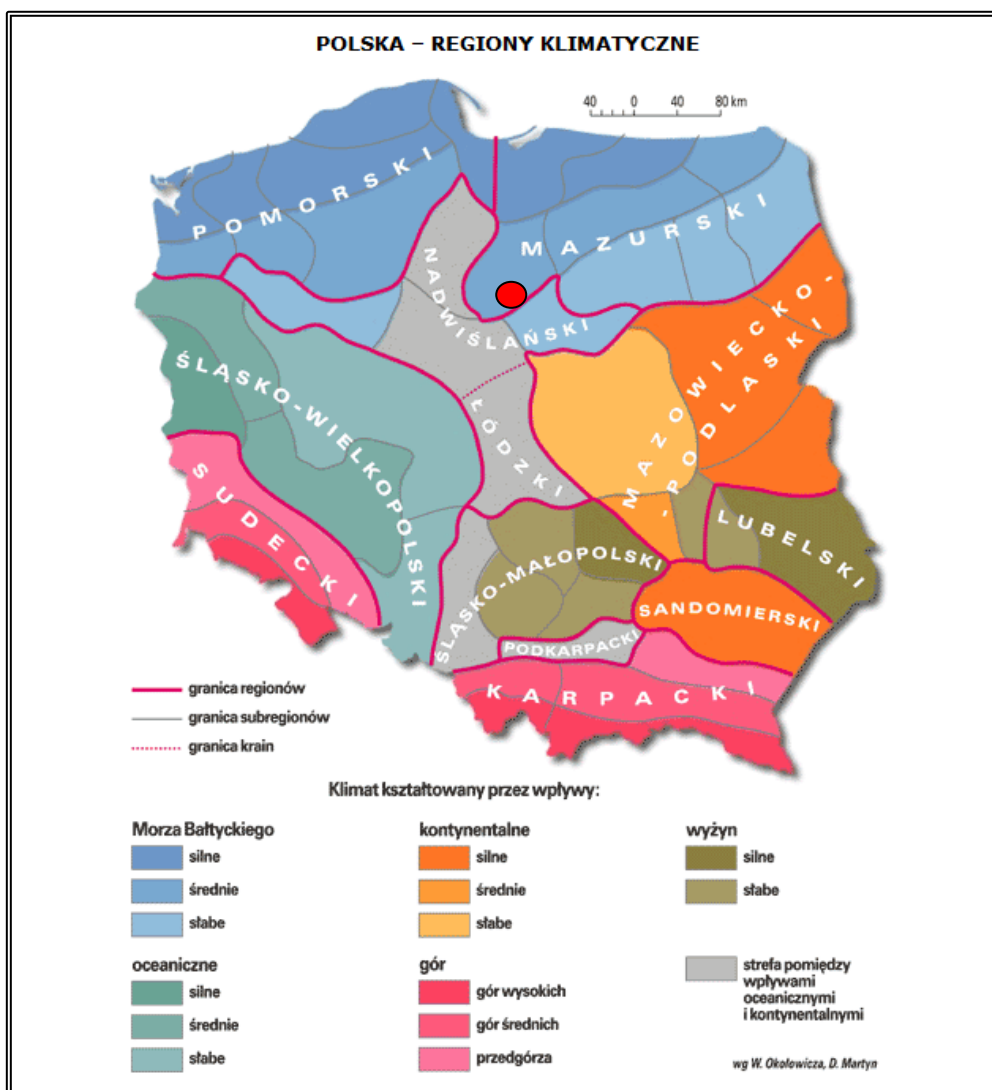 POLSKA – REGIONY KLIMATYCZNE
40 0 40 80 km
POMORSKI
MAZURSKI
NADWIŚLAŃSKI
MAZOWIECKO-
-PODLASKI
ŚLĄSKO-WIELKOPOLSKI
ŁÓDZKI
SUDECKI
LUBELSKI
ŚLĄSKO-MAŁOPOLSKI
SANDOMIERSKI
PODKARPACKI
KARPACKI
granica regionów
granica subregionów
granica krain
Klimat kształtowany przez wpływy:
Morza Bałtyckiego
silne
średnie
słabe
kontynentalne
silne
średnie
słabe
wyżyn
silne
słabe
oceaniczne
silne
średnie
słabe
gór
gór wysokich
gór średnich
przedgórza
strefa pomiędzy
wpływami
oceanicznymi
i kontynentalnymi
wg W. Okołowicza, D. Martyn